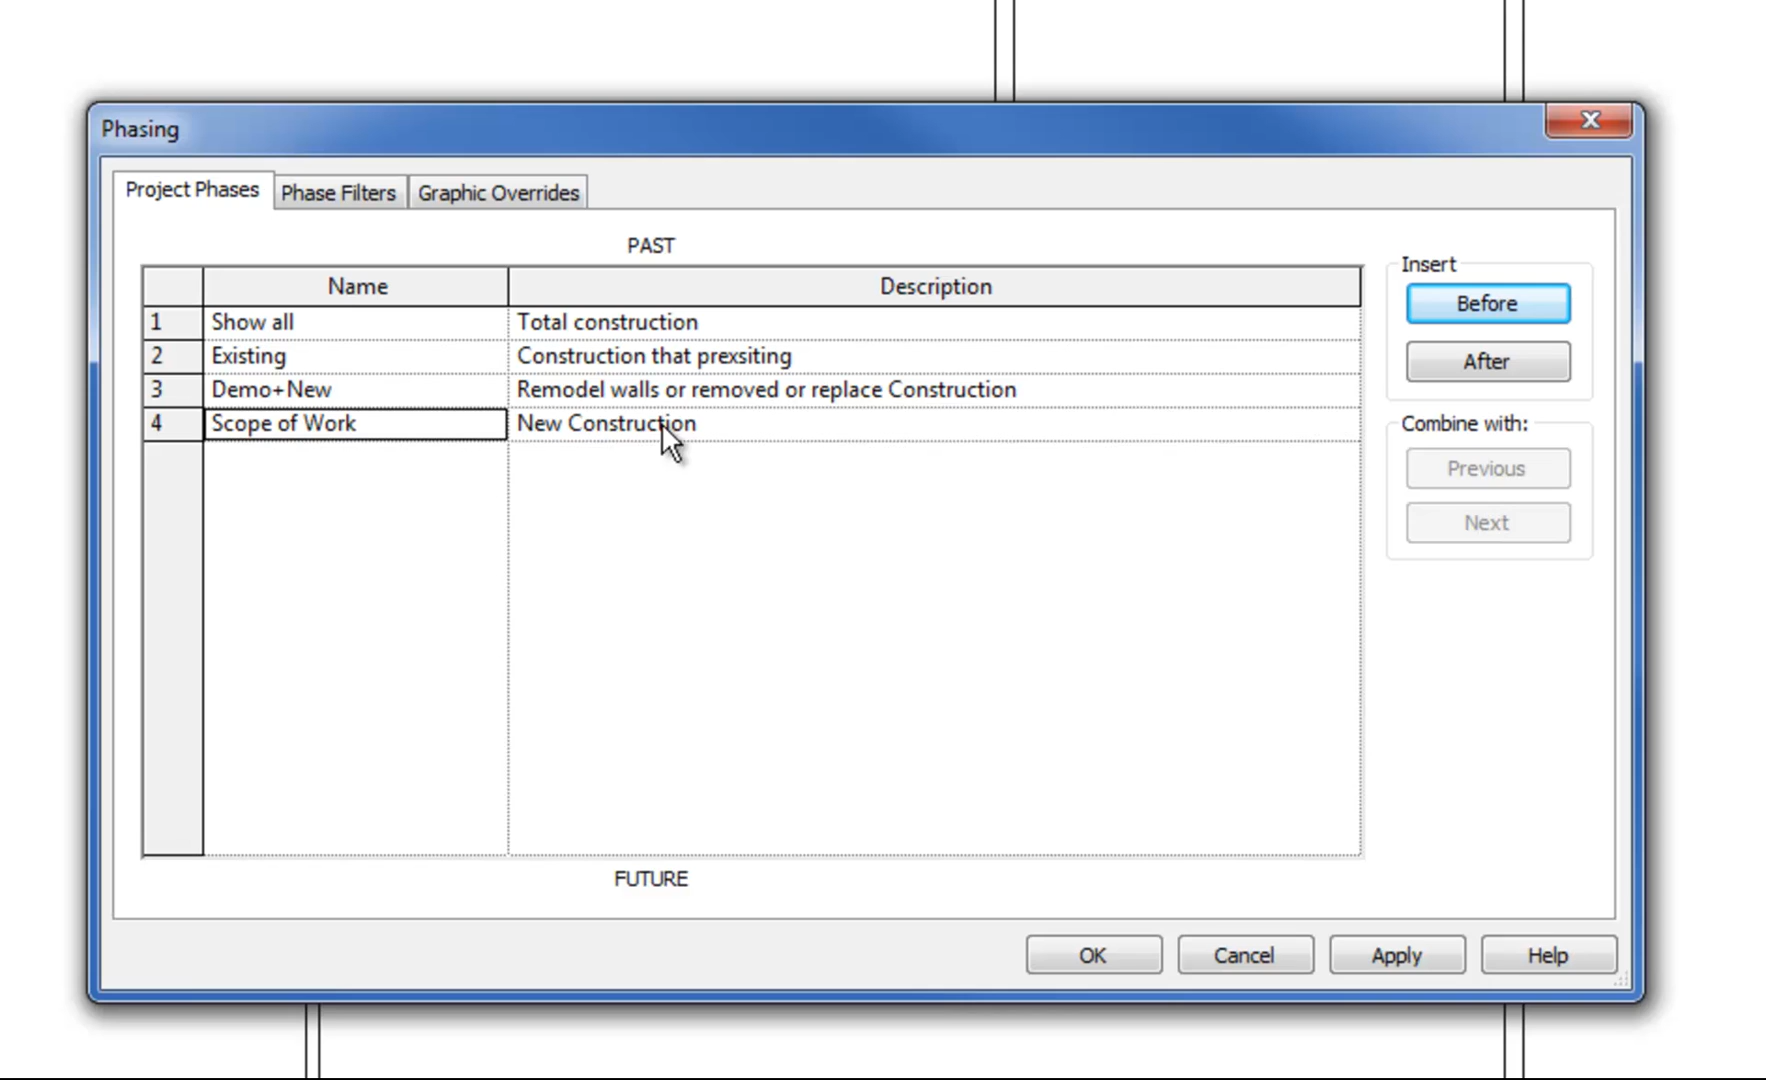 Phasing
Project Phases Phase Filters Graphic Overrides
PAST
Name Description
1 Show all Total construction
2 Existing Construction that prexsiting
3 Demo+New Remodel walls or removed or replace Construction
4 Scope of Work New Construction
FUTURE
Insert
Before
After
Combine with:
Previous
Next
OK Cancel Apply Help